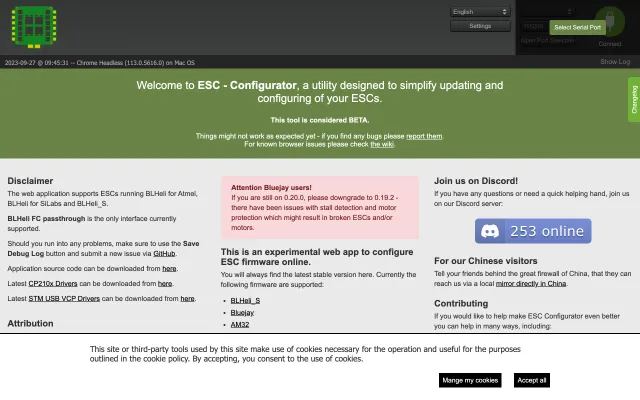 English
Settings
Select Serial Port
Connect
2023-09-27 @ 09:45:31 -- Chrome Headless (113.0.5616.0) on Mac OS
Show Log
Changelog
Welcome to ESC - Configurator, a utility designed to simplify updating and
configuring of your ESCs.
This tool is considered BETA.
Things might not work as expected yet - if you find any bugs please report them.
For known browser issues please check the wiki.
Disclaimer
The web application supports ESCs running BLHeli for Atmel,
BLHeli for SiLabs and BLHeli_S.
BLHeli FC passthrough is the only interface currently
supported.
Should you run into any problems, make sure to use the Save
Debug Log button and submit a new issue via GitHub.
Application source code can be downloaded from here.
Latest CP210x Drivers can be downloaded from here.
Latest STM USB VCP Drivers can be downloaded from here.
Attribution
Attention Bluejay users!
If you are still on 0.20.0, please downgrade to 0.19.2 -
there have been issues with stall detection and motor
protection which might result in broken ESCs and/or
motors.
This is an experimental web app to configure
ESC firmware online.
You will always find the latest stable version here. Currently the
following firmware are supported:
BLHeli_S
Bluejay
AM32
Join us on Discord!
If you have any questions or need a quick helping hand, join us
on our Discord server:
253 online
For our Chinese visitors
Tell your friends behind the great firewall of China, that they can
reach us via a local mirror directly in China.
Contributing
If you would like to help make ESC Configurator even better
you can help in many ways, including:
This site or third-party tools used by this site make use of cookies necessary for the operation and useful for the purposes
outlined in the cookie policy. By accepting, you consent to the use of cookies.
Mange my cookies
Accept all